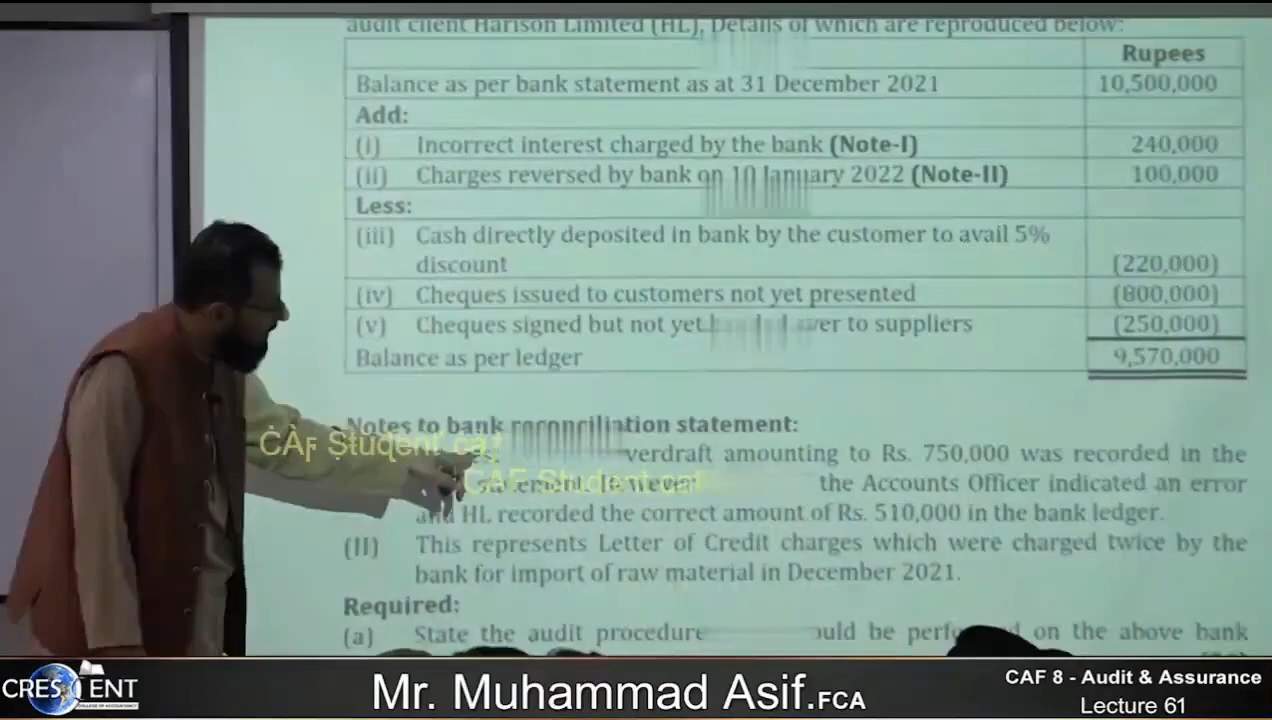 audit client Harison Limited (HL), Details of which are reproduced below:
Rupees
Balance as per bank statement as at 31 December 2021 10,500,000
Add:
(i) Incorrect interest charged by the bank (Note-I) 240,000
(ii) Charges reversed by bank on 10 January 2022 (Note-II) 100,000
Less:
(iii) Cash directly deposited in bank by the customer to avail 5%
discount (220,000)
(iv) Cheques issued to customers not yet presented (800,000)
(v) Cheques signed but not yet to suppliers (250,000)
Balance as per ledger 9,570,000
Notes to bank reconciliation statement:
amounting to Rs. 750,000 was recorded in the
the Accounts Officer indicated an error
and HL recorded the correct amount of Rs. 510,000 in the bank ledger.
(II) This represents Letter of Credit charges which were charged twice by the
bank for import of raw material in December 2021.
Required:
(a) State the audit be on the above bank
CRESCENT
COLLEGE OF ACCOUNTANCY
Mr. Muhammad Asif.FCA
CAF 8 - Audit & Assurance
Lecture 61